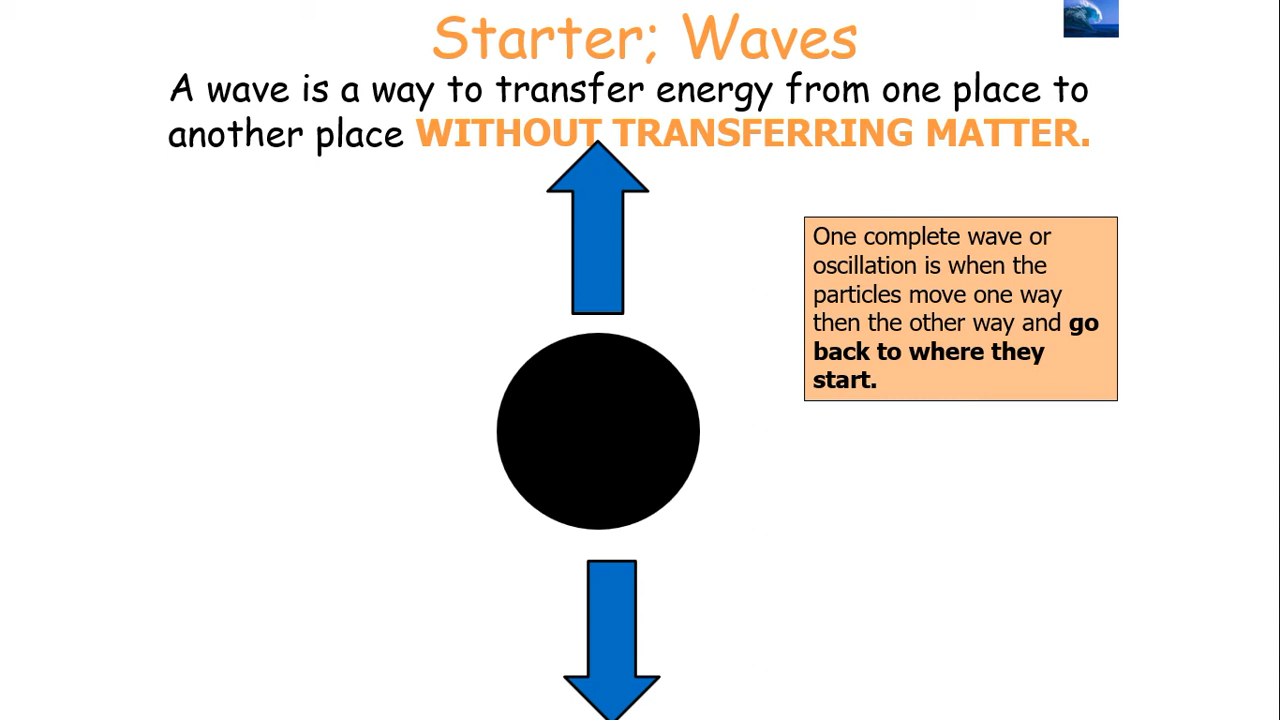 Starter; Waves
A wave is a way to transfer energy from one place to
another place WITHOUT TRANSFERRING MATTER.
One complete wave or
oscillation is when the
particles move one way
then the other way and go
back to where they
start.